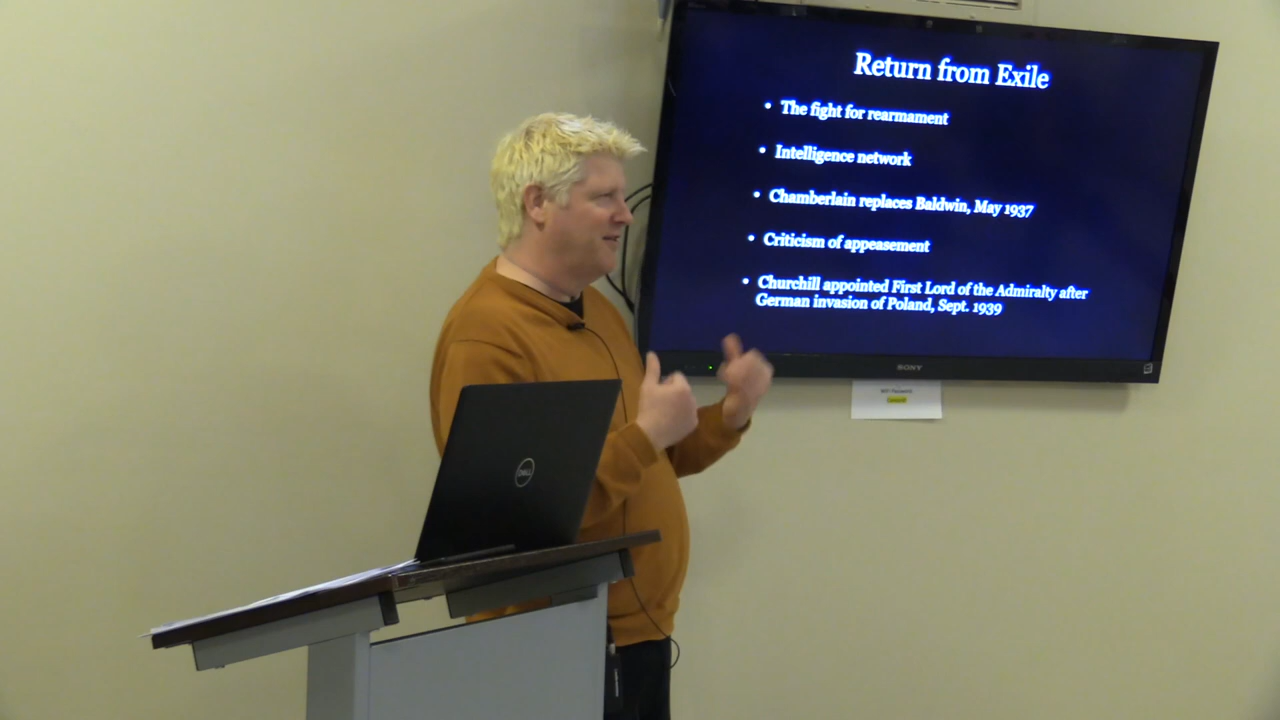 Return from Exile
• The fight for rearmament
• Intelligence network
• Chamberlain replaces Baldwin, May 1937
• Criticism of appeasement
• Churchill appointed First Lord of the Admiralty after
German invasion of Poland, Sept. 1939
SONY
DELL